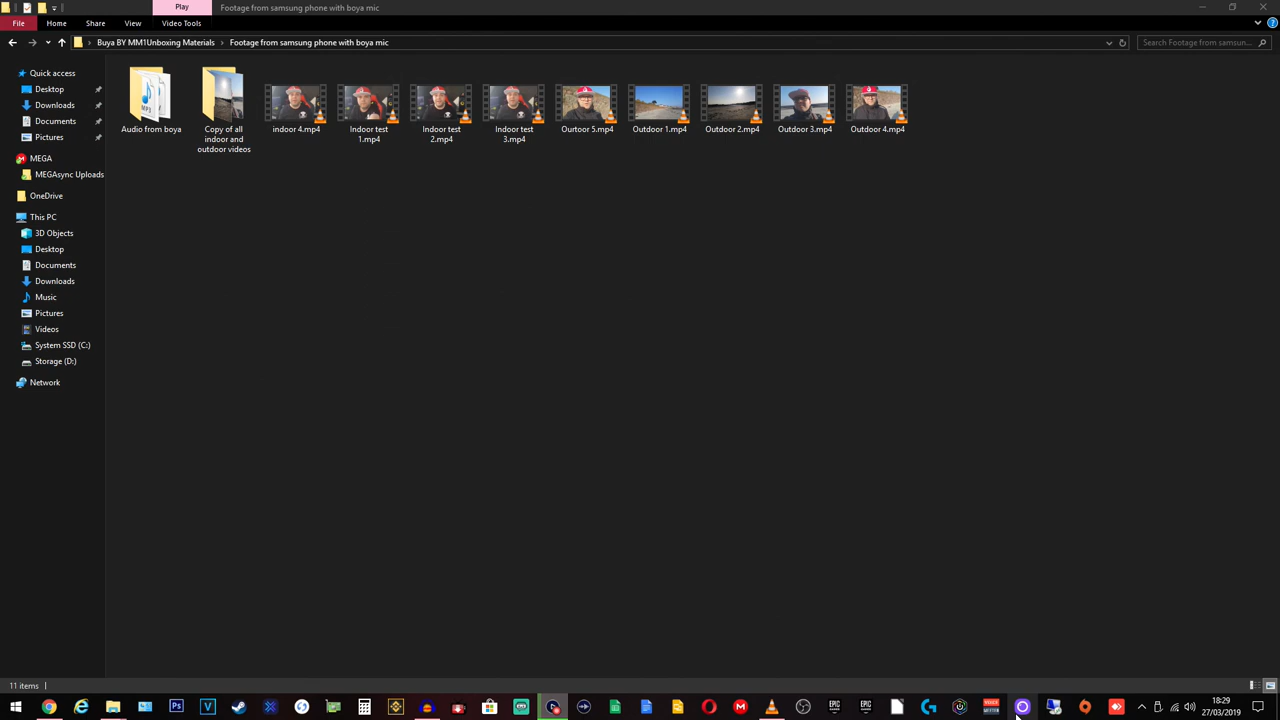 Play
Footage from samsung phone with boya mic
File
Home
Share
View
Video Tools
Buya BY MM1Unboxing Materials
Footage from samsung phone with boya mic
Search Footage from samsun...
Quick access
Desktop
Downloads
Documents
Pictures
MEGA
MEGAsync Uploads
OneDrive
This PC
3D Objects
Desktop
Documents
Downloads
Music
Pictures
Videos
System SSD (C:)
Storage (D:)
Network
Audio from boya
Copy of all
indoor and
outdoor videos
indoor 4.mp4
Indoor test
1.mp4
Indoor test
2.mp4
Indoor test
3.mp4
Ourtoor 5.mp4
Outdoor 1.mp4
Outdoor 2.mp4
Outdoor 3.mp4
Outdoor 4.mp4
11 items
18:29
27/03/2019